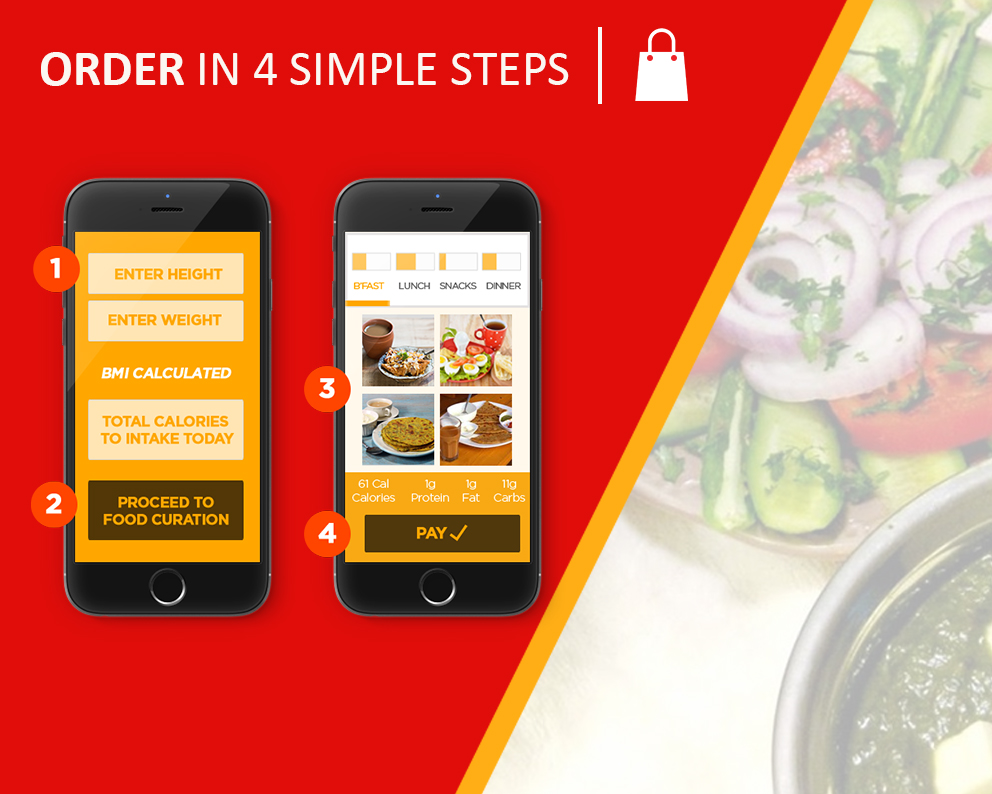 ORDER IN 4 SIMPLE STEPS
1
ENTER HEIGHT
ENTER WEIGHT
BMI CALCULATED
TOTAL CALORIES
TO INTAKE TODAY
2
PROCEED TO
FOOD CURATION
B'FAST LUNCH SNACKS DINNER
3
61 Cal 1g 1g 11g
Calories Protein Fat Carbs
4
PAY